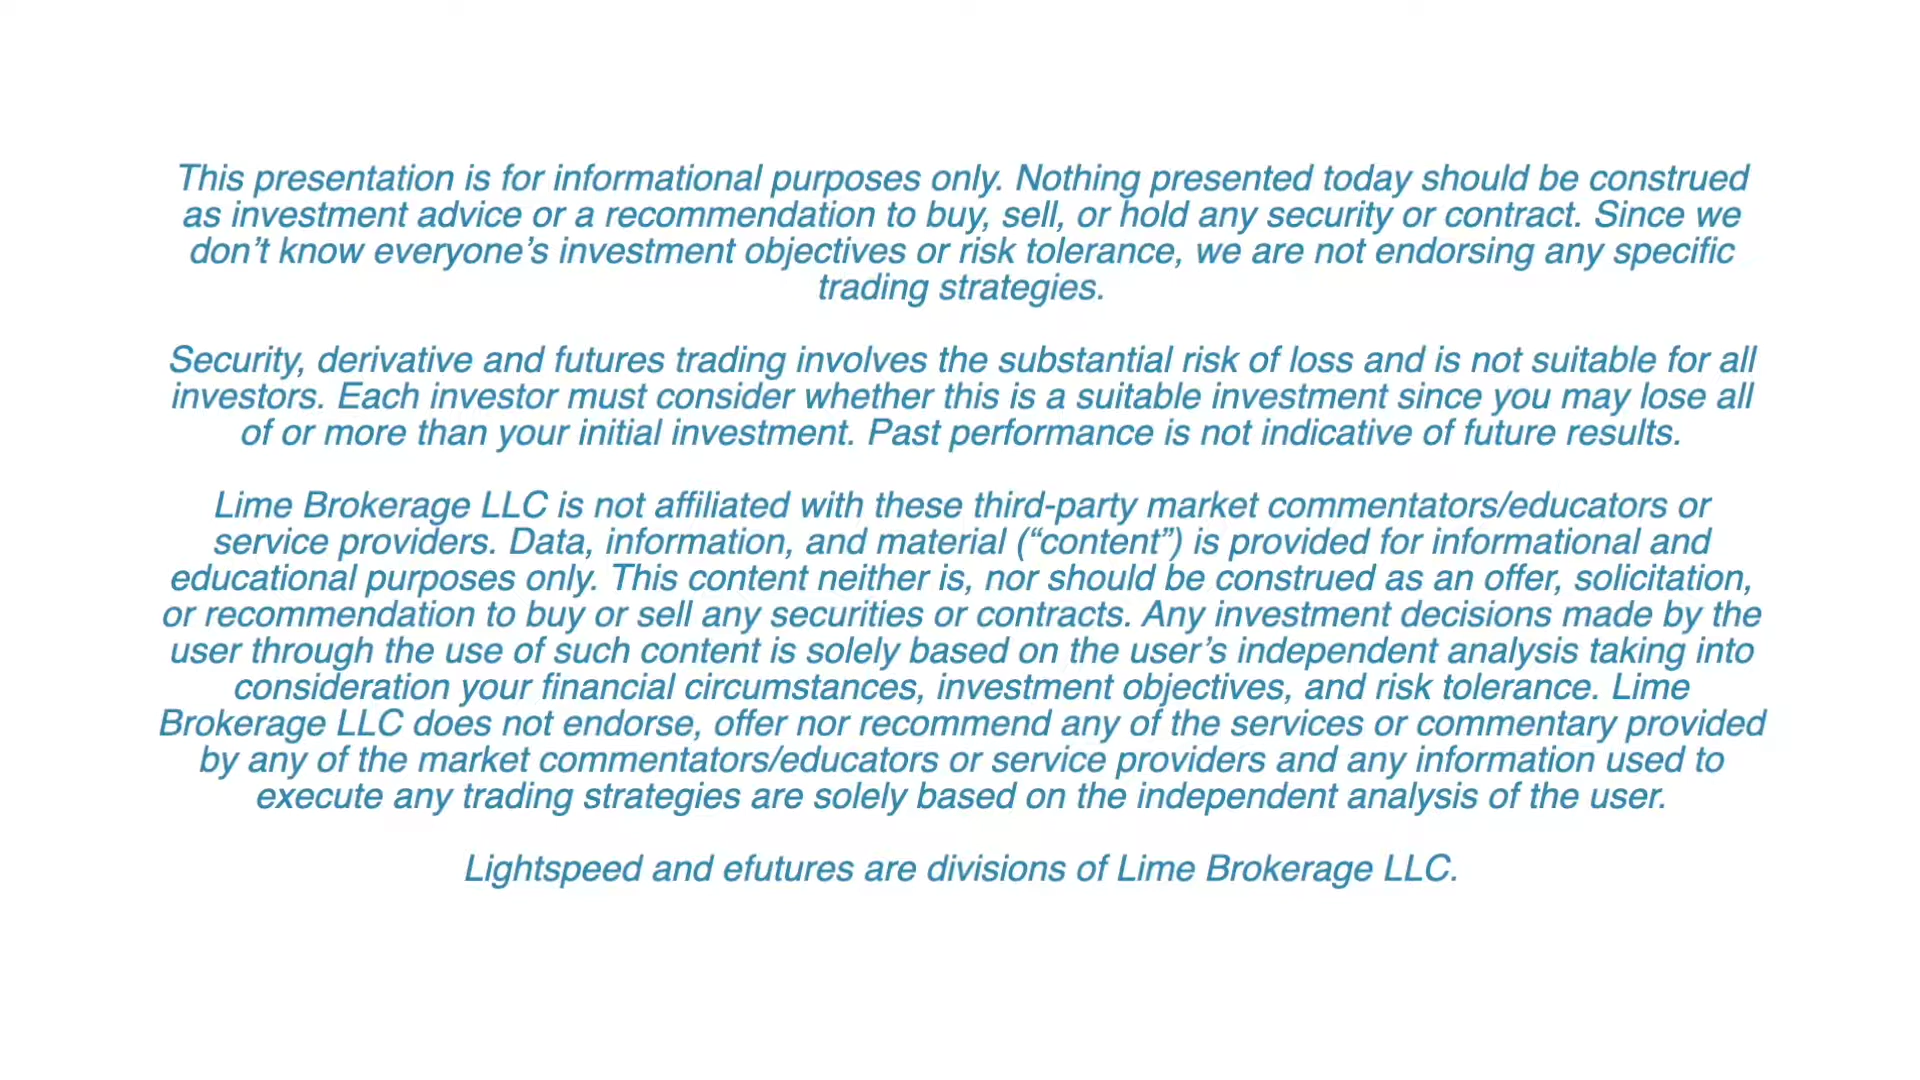 This presentation is for informational purposes only. Nothing presented today should be construed
as investment advice or a recommendation to buy, sell, or hold any security or contract. Since we
don’t know everyone’s investment objectives or risk tolerance, we are not endorsing any specific
trading strategies.
Security, derivative and futures trading involves the substantial risk of loss and is not suitable for all
investors. Each investor must consider whether this is a suitable investment since you may lose all
of or more than your initial investment. Past performance is not indicative of future results.
Lime Brokerage LLC is not affiliated with these third-party market commentators/educators or
service providers. Data, information, and material (“content”) is provided for informational and
educational purposes only. This content neither is, nor should be construed as an offer, solicitation,
or recommendation to buy or sell any securities or contracts. Any investment decisions made by the
user through the use of such content is solely based on the user’s independent analysis taking into
consideration your financial circumstances, investment objectives, and risk tolerance. Lime
Brokerage LLC does not endorse, offer nor recommend any of the services or commentary provided
by any of the market commentators/educators or service providers and any information used to
execute any trading strategies are solely based on the independent analysis of the user.
Lightspeed and efutures are divisions of Lime Brokerage LLC.